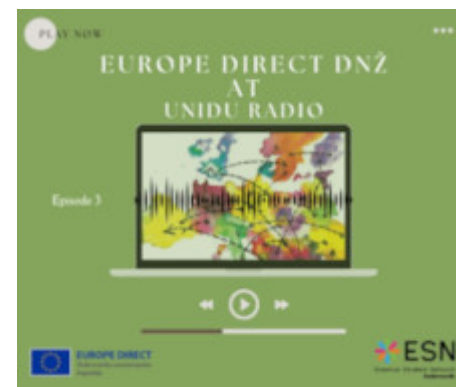 PLAY NOW
EUROPE DIRECT DNŽ
AT
UNIDU RADIO
Episode 3
EUROPE DIRECT
ESN